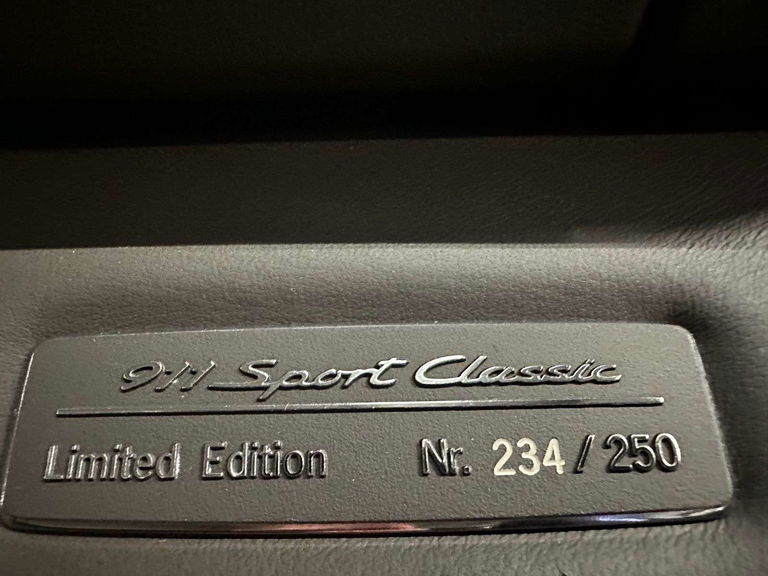 911 Sport Classic
Limited Edition Nr. 234/250